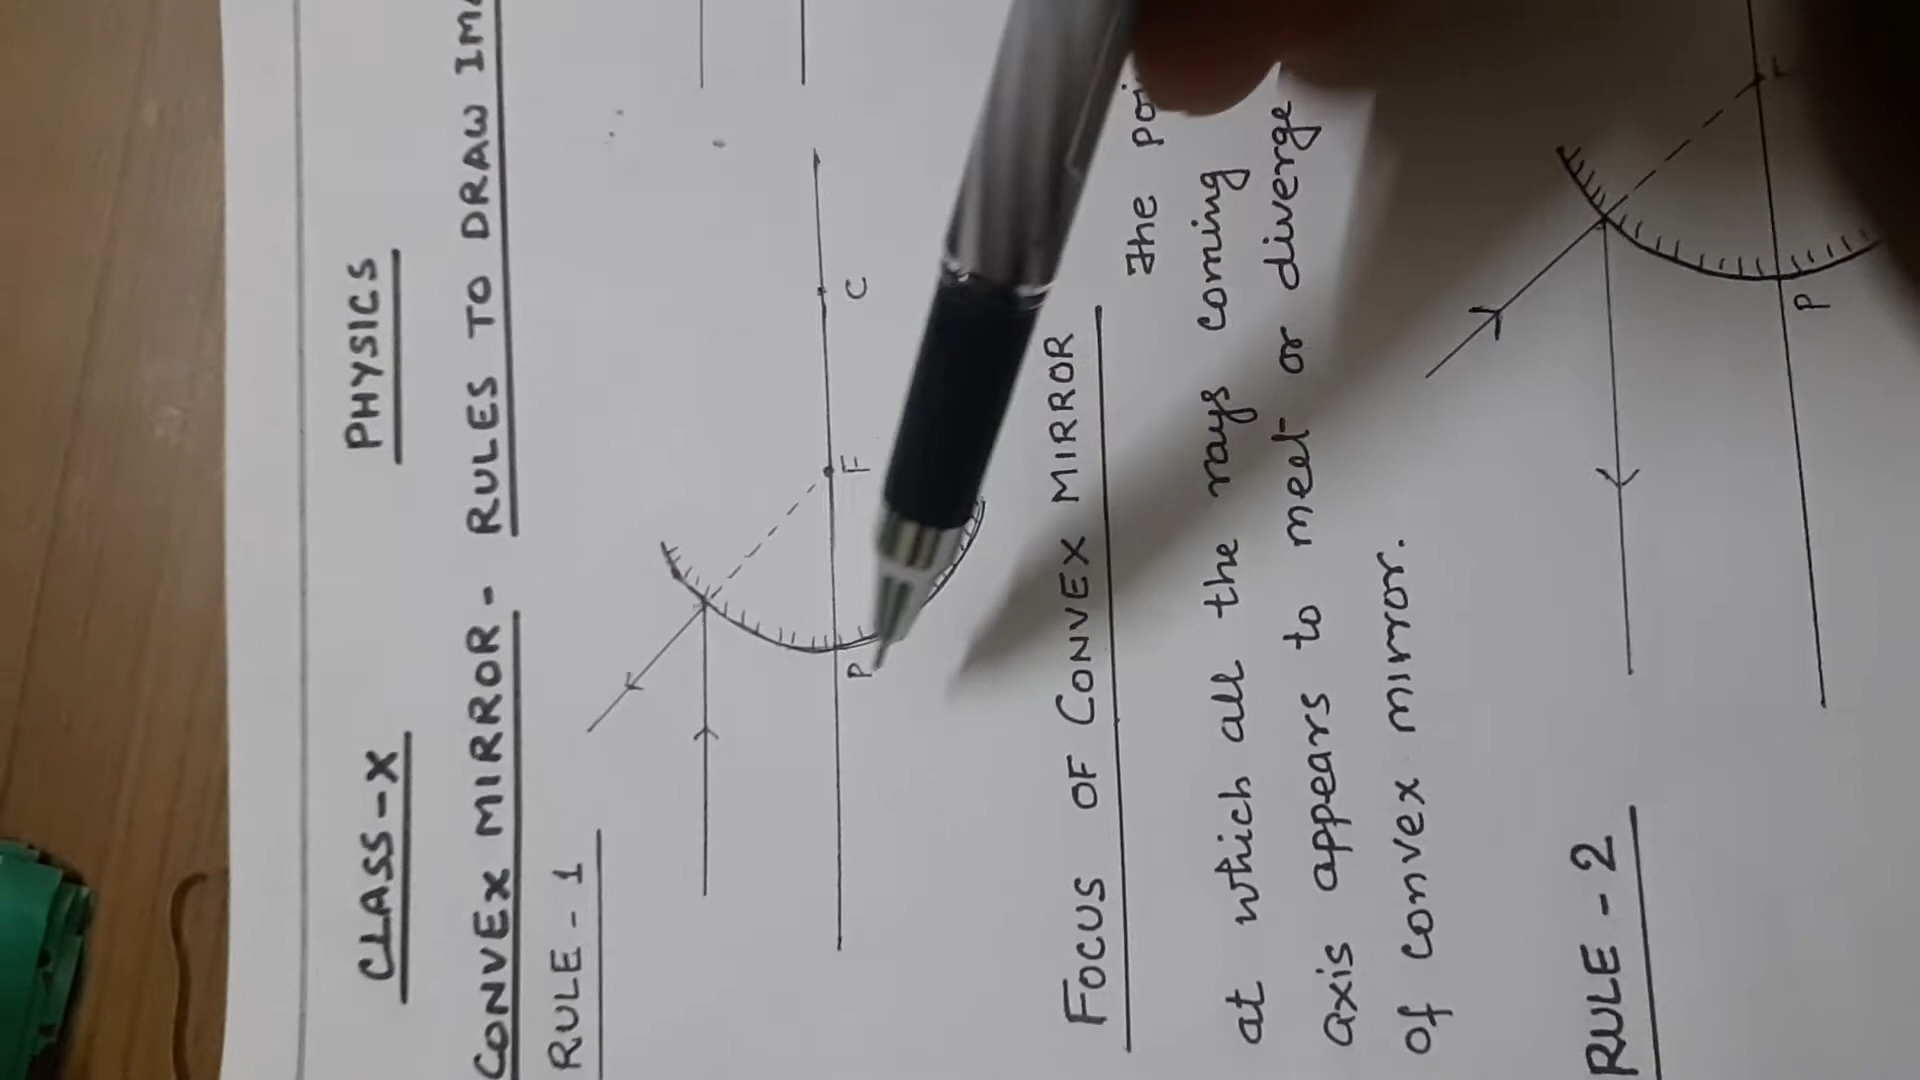 CLASS-X PHYSICS
CONVEX MIRROR - RULES TO DRAW
RULE - 1
P F C
FOCUS OF CONVEX MIRROR
The
at which all the rays coming
axis appears to meet or diverge
of convex mirror.
RULE - 2
P